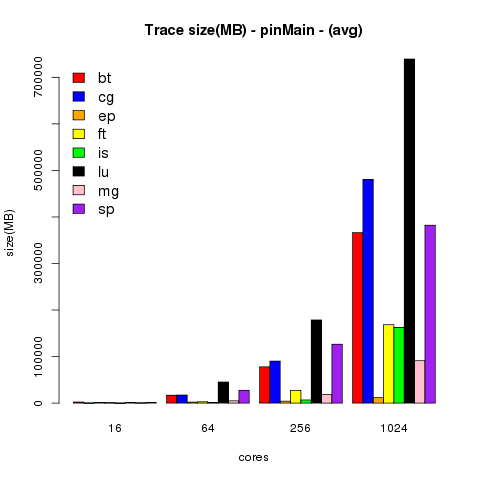 Trace size(MB) - pinMain - (avg)
size(MB)
700000
500000
300000
100000
0
bt
cg
ep
ft
is
lu
mg
sp
16 64 256 1024
cores